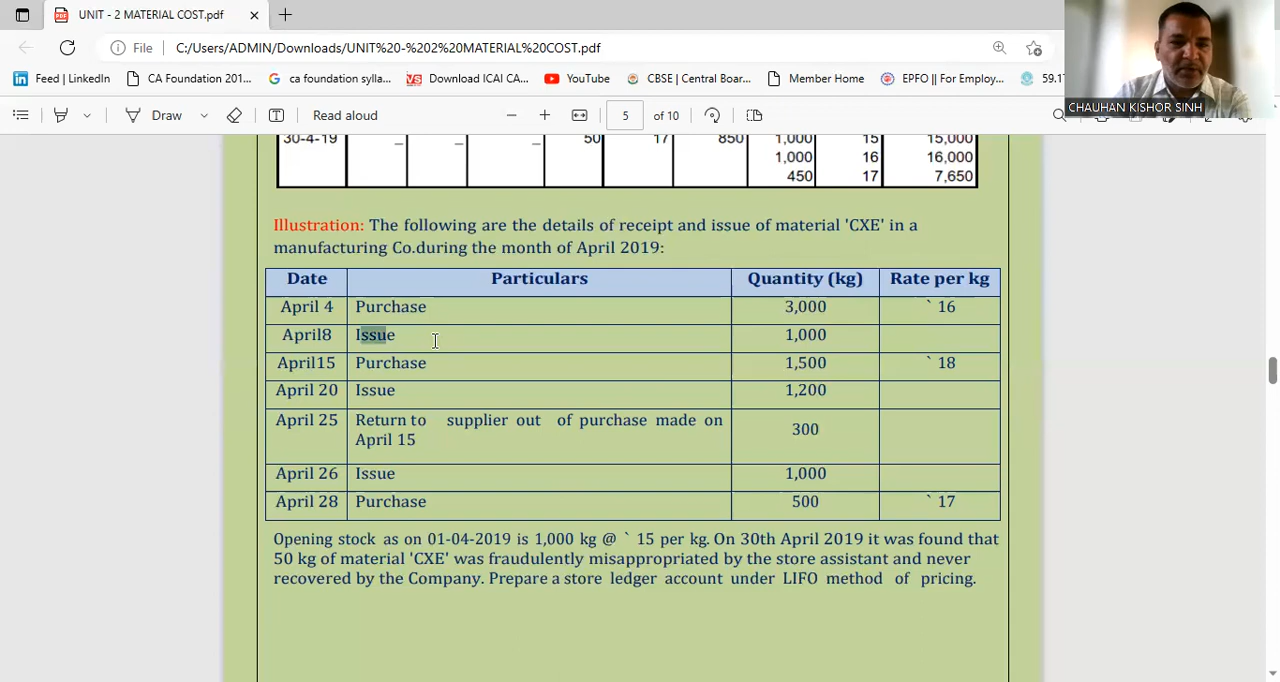 UNIT - 2 MATERIAL COST.pdf
File C:/Users/ADMIN/Downloads/UNIT%20-%202%20MATERIAL%20COST.pdf
Feed | LinkedIn CA Foundation 201... ca foundation sylla... Download ICAI CA... YouTube CBSE | Central Boar... Member Home EPFO || For Employ... 59.1
Draw Read aloud 5 of 10
CHAUHAN KISHOR SINH
30-4-19 _ _ _ 50 17 850 1,000 15 15,000
1,000 16 16,000
450 17 7,650
Illustration: The following are the details of receipt and issue of material 'CXE' in a
manufacturing Co.during the month of April 2019:
Date Particulars Quantity (kg) Rate per kg
April 4 Purchase 3,000 ` 16
April8 Issue 1,000
April15 Purchase 1,500 ` 18
April 20 Issue 1,200
April 25 Return to supplier out of purchase made on
April 15 300
April 26 Issue 1,000
April 28 Purchase 500 ` 17
Opening stock as on 01-04-2019 is 1,000 kg @ ` 15 per kg. On 30th April 2019 it was found that
50 kg of material 'CXE' was fraudulently misappropriated by the store assistant and never
recovered by the Company. Prepare a store ledger account under LIFO method of pricing.